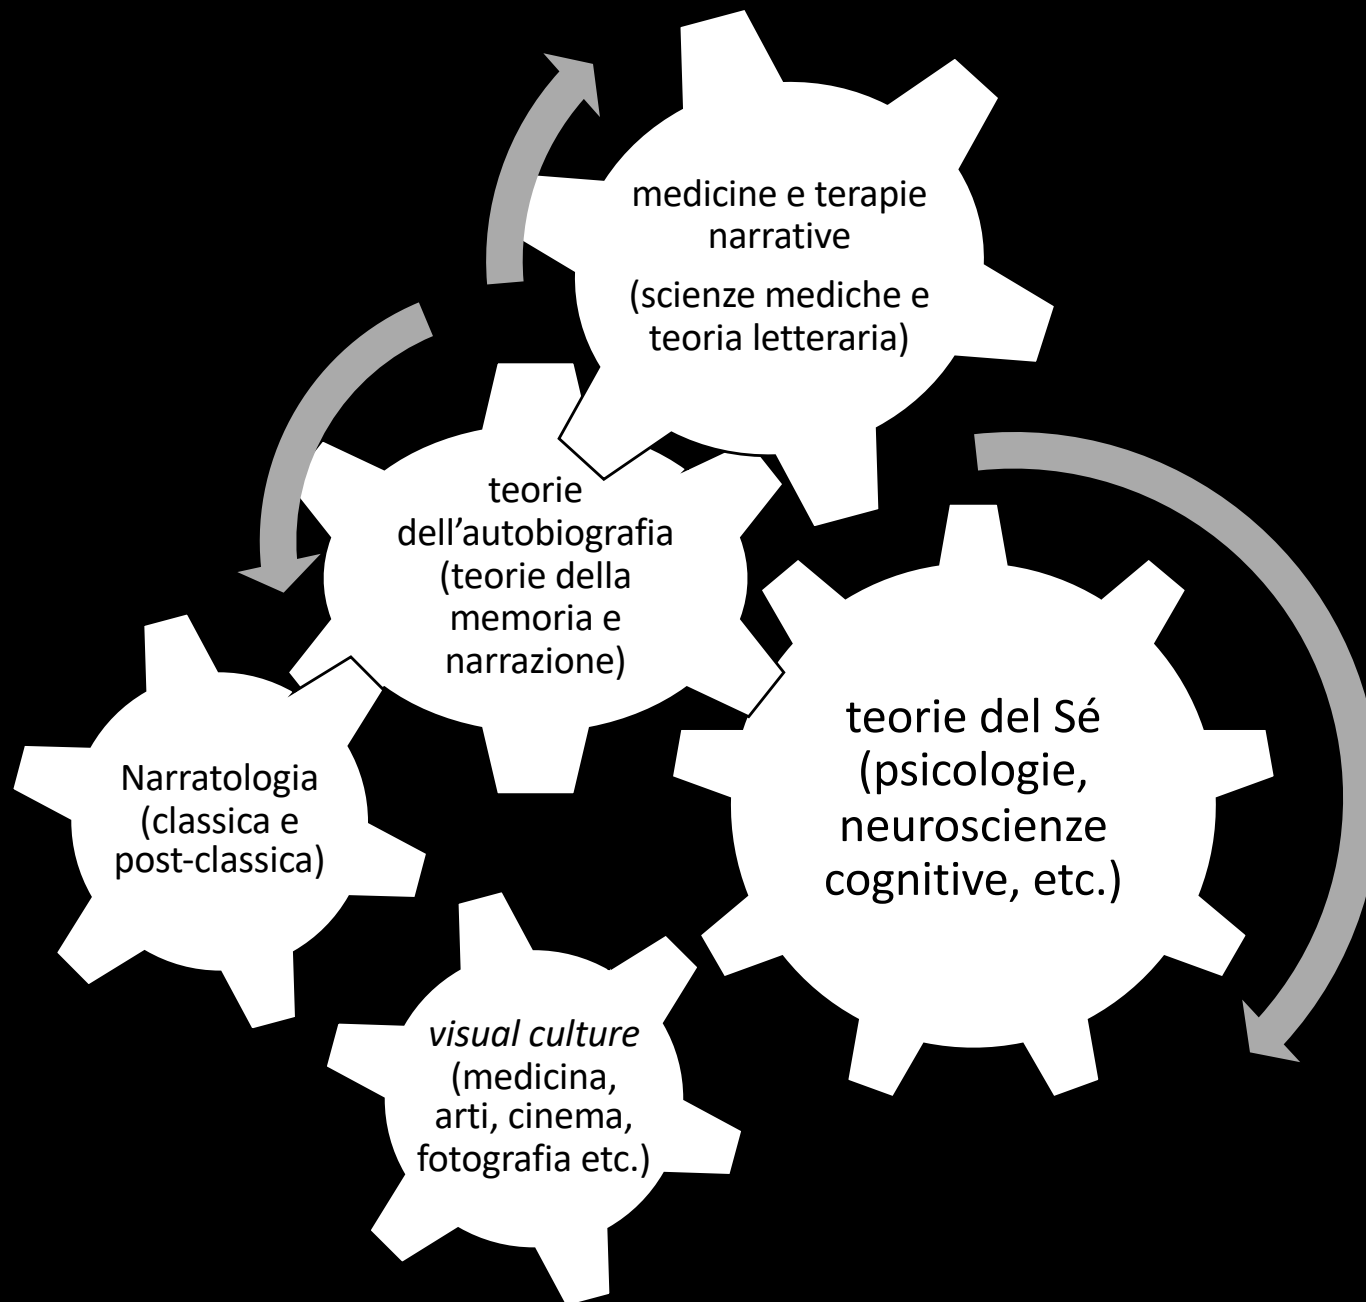 medicine e terapie
narrative
(scienze mediche e
teoria letteraria)
teorie
dell’autobiografia
(teorie della
memoria e
narrazione)
teorie del Sé
(psicologie,
neuroscienze
cognitive, etc.)
Narratologia
(classica e
post-classica)
visual culture
(medicina,
arti, cinema,
fotografia etc.)